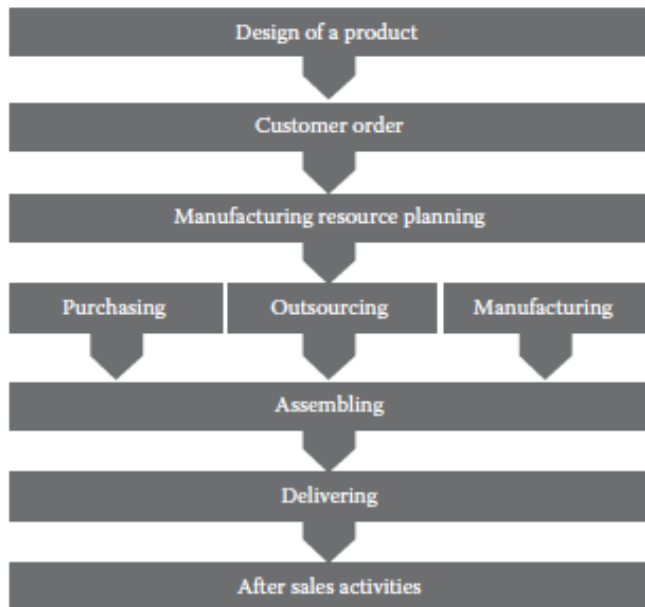 Design of a product
Customer order
Manufacturing resource planning
Purchasing
Outsourcing
Manufacturing
Assembling
Delivering
After sales activities